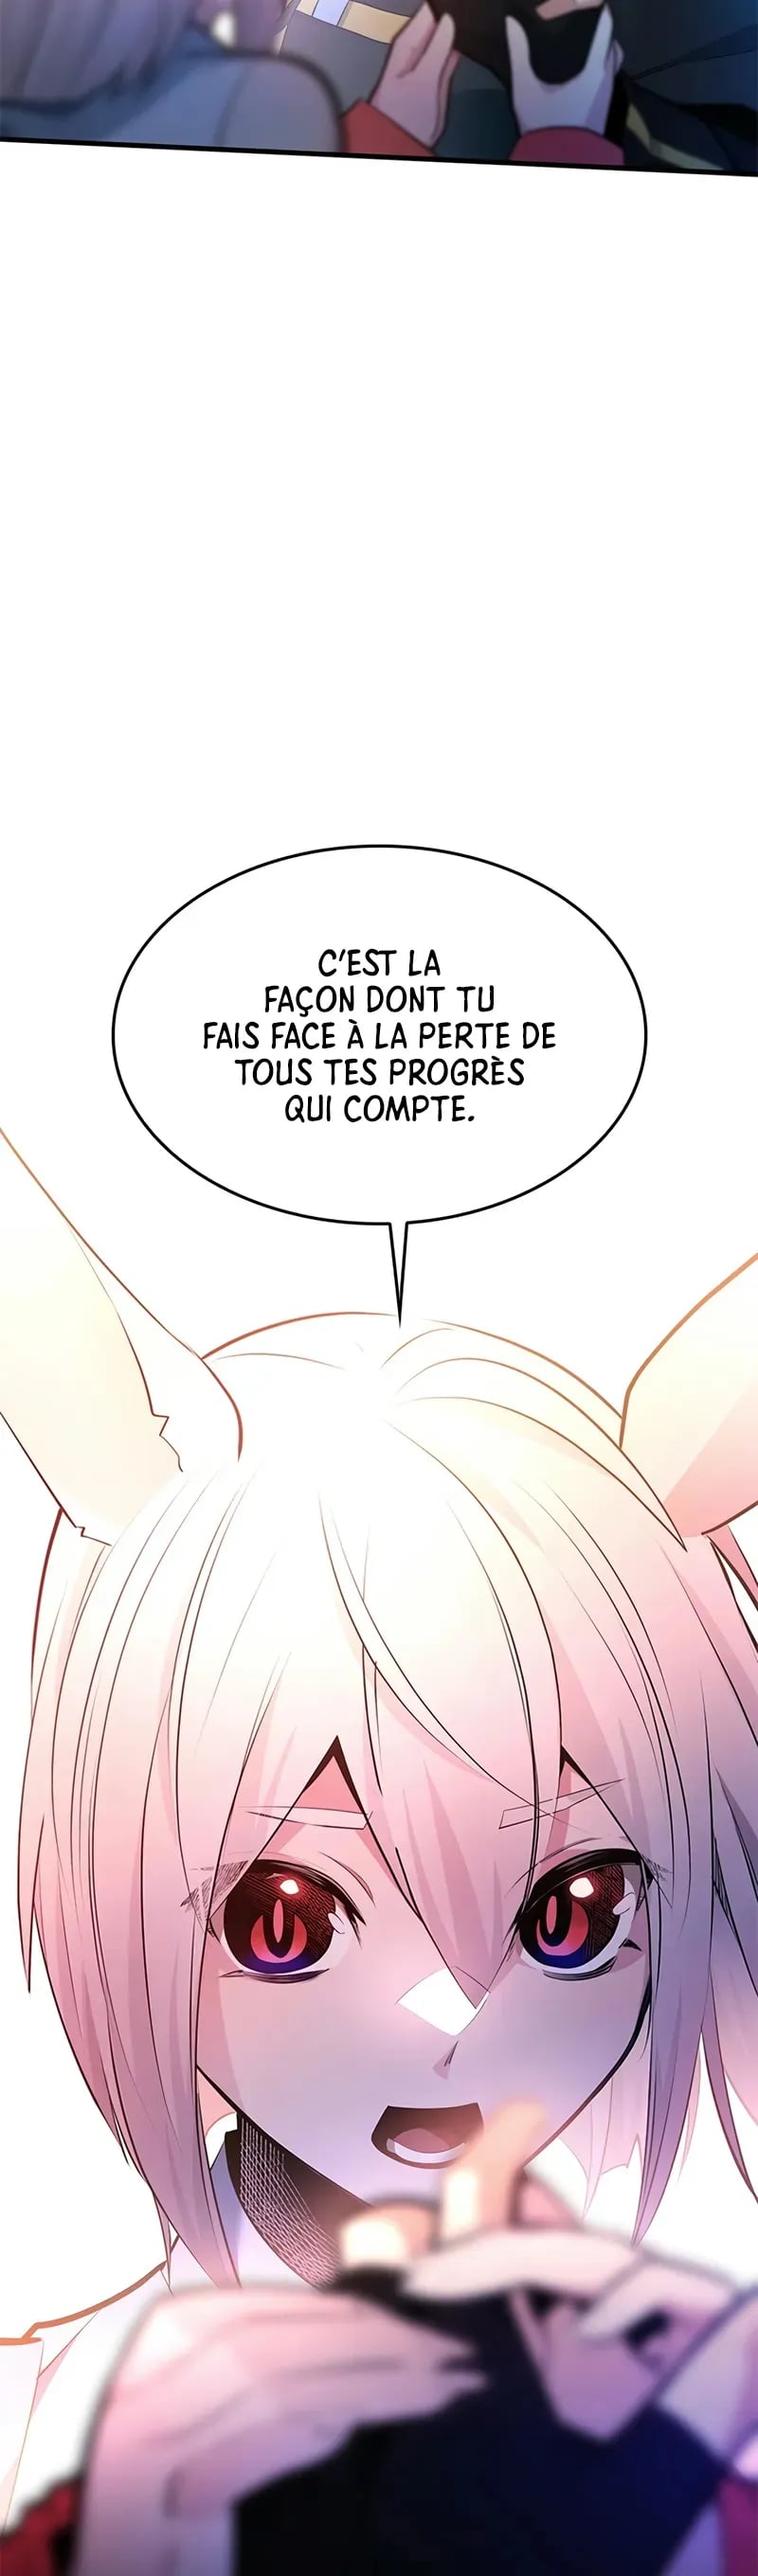 C'EST LA
FAÇON DONT TU
FAIS FACE À LA PERTE DE
TOUS TES PROGRÈS
QUI COMPTE.